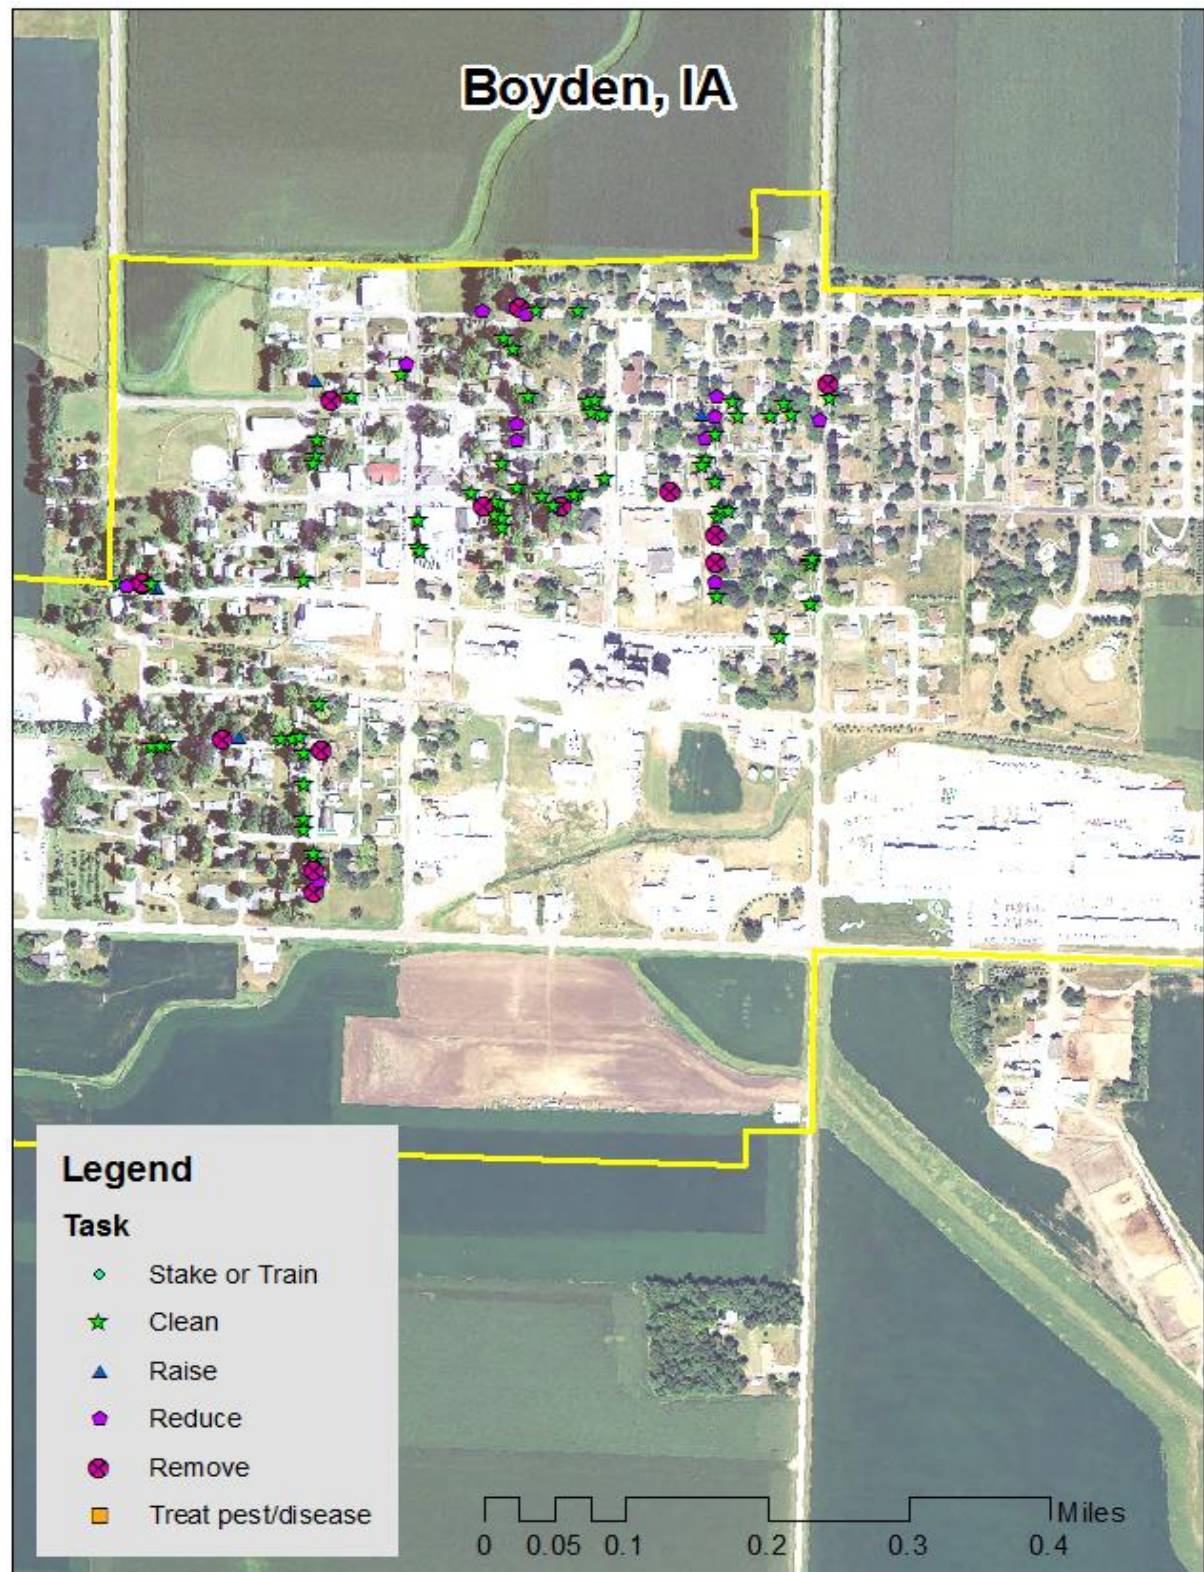 Boyden, IA
Legend
Task
Stake or Train
Clean
Raise
Reduce
Remove
Treat pest/disease
Miles
0 0.05 0.1 0.2 0.3 0.4